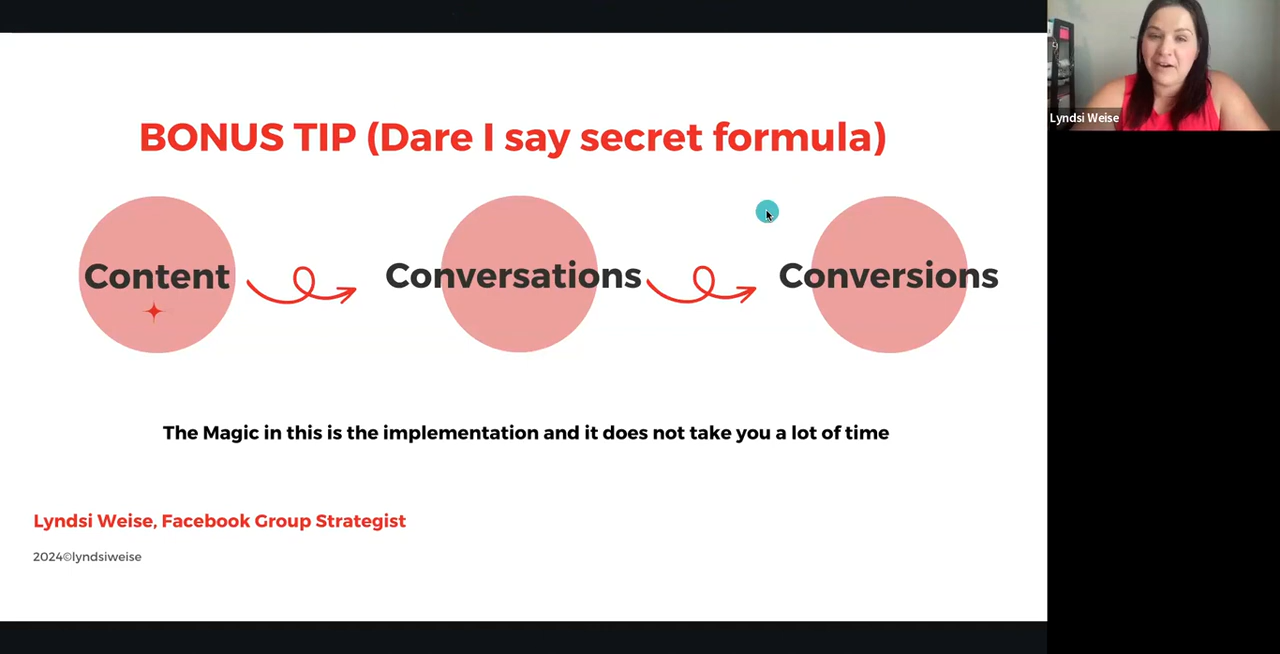 BONUS TIP (Dare I say secret formula)
Content
Conversations
Conversions
The Magic in this is the implementation and it does not take you a lot of time
Lyndsi Weise, Facebook Group Strategist
2024©lyndsiweise
Lyndsi Weise